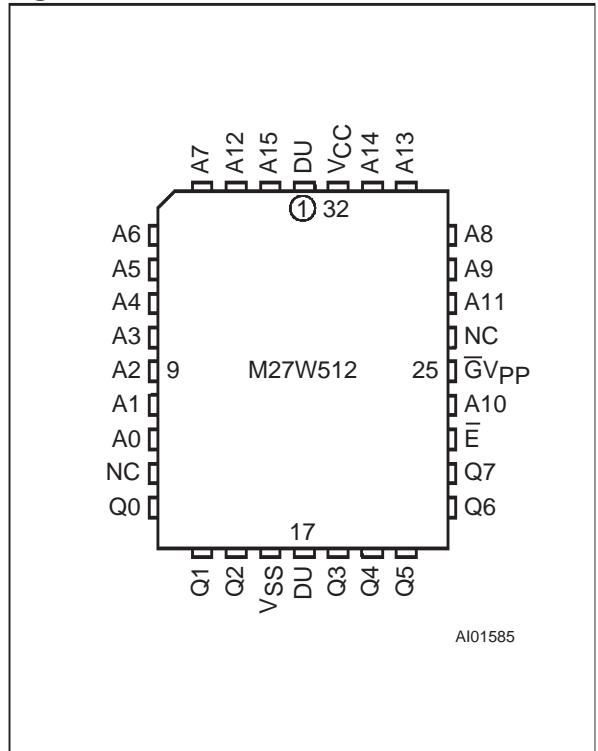 A7 A12 A15 DU VCC A14 A13
1 32
A6 A8
A5 A9
A4 A11
A3 NC
A2 9 M27W512 25 G̅VPP
A1 A10
A0 E̅
NC Q7
Q0 Q6
17
Q1 Q2 VSS DU Q3 Q4 Q5
AI01585